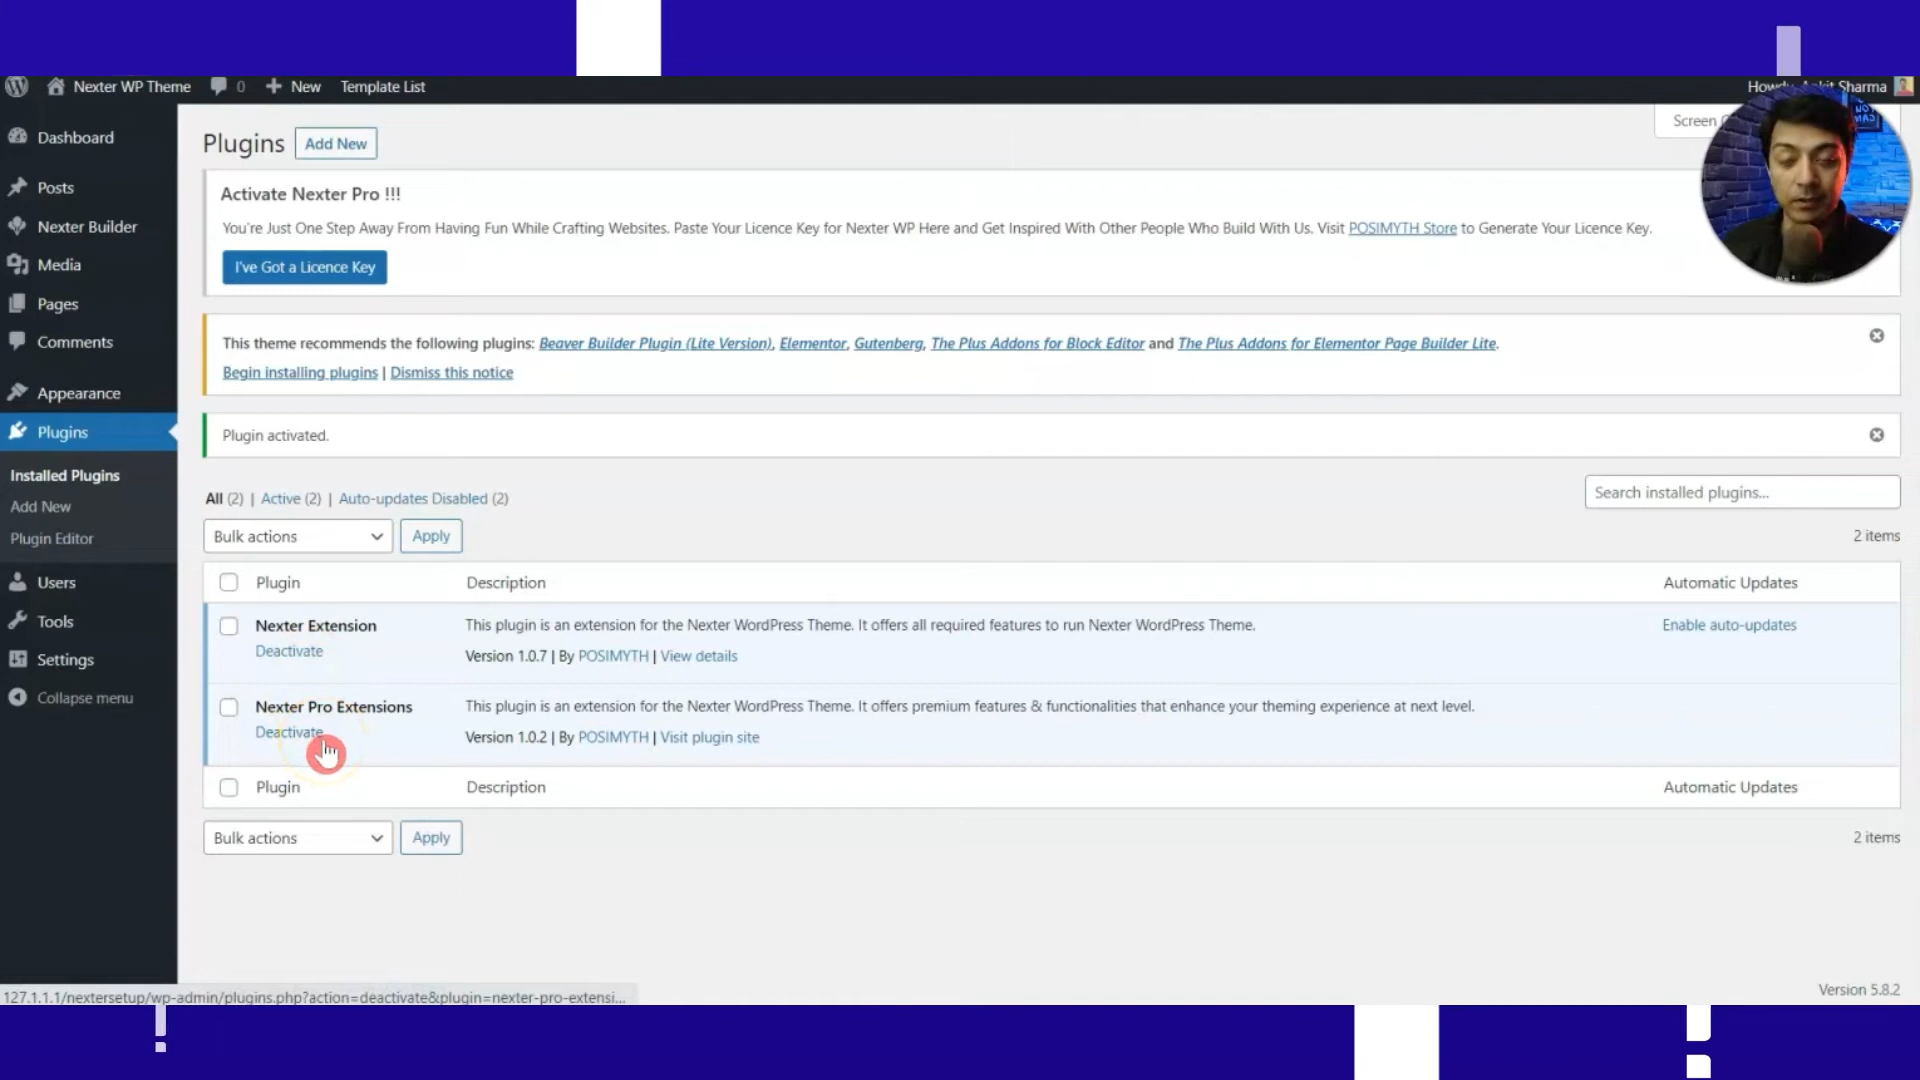 Nexter WP Theme 0 New Template List
Sharma
Dashboard
Posts
Nexter Builder
Media
Pages
Comments
Appearance
Plugins
Installed Plugins
Add New
Plugin Editor
Users
Tools
Settings
Collapse menu
Plugins Add New
Screen
Activate Nexter Pro !!!
You're Just One Step Away From Having Fun While Crafting Websites. Paste Your Licence Key for Nexter WP Here and Get Inspired With Other People Who Build With Us. Visit POSIMYTH Store to Generate Your Licence Key.
I've Got a Licence Key
This theme recommends the following plugins: Beaver Builder Plugin (Lite Version), Elementor, Gutenberg, The Plus Addons for Block Editor and The Plus Addons for Elementor Page Builder Lite.
Begin installing plugins | Dismiss this notice
Plugin activated.
All (2) | Active (2) | Auto-updates Disabled (2)
Search installed plugins...
Bulk actions Apply
2 items
Plugin Description Automatic Updates
Nexter Extension This plugin is an extension for the Nexter WordPress Theme. It offers all required features to run Nexter WordPress Theme. Enable auto-updates
Deactivate Version 1.0.7 | By POSIMYTH | View details
Nexter Pro Extensions This plugin is an extension for the Nexter WordPress Theme. It offers premium features & functionalities that enhance your theming experience at next level.
Deactivate Version 1.0.2 | By POSIMYTH | Visit plugin site
Plugin Description Automatic Updates
Bulk actions Apply
2 items
127.1.1.1/nextersetup/wp-admin/plugins.php?action=deactivate&plugin=nexter-pro-extensi...
Version 5.8.2